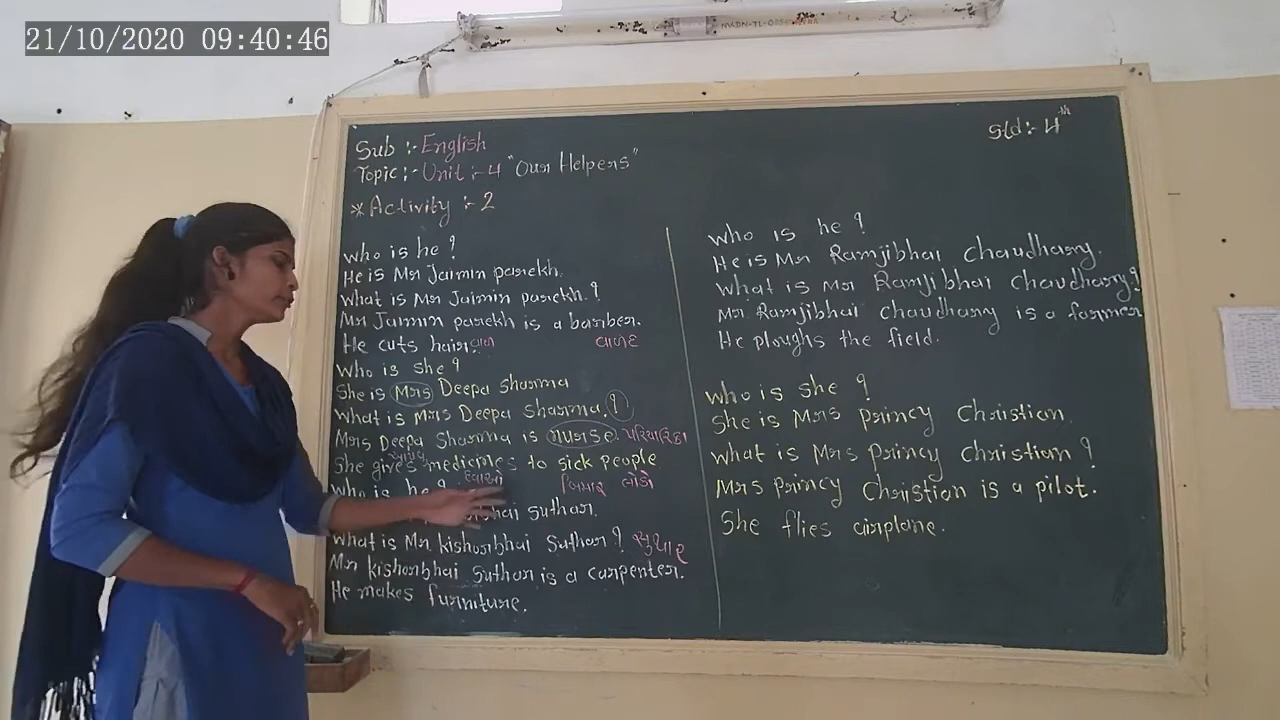 21/10/2020 09:40:46
Std:- 4th
Sub :- English
Topic:- Unit:-4 "Our Helpers"
*Activity :- 2
who is he ?
He is Mr Jaimin parekh.
What is Mr Jaimin parekh.?
Mr Jaimin parekh is a barber.
He cuts hair. વાળ વાળંદ
Who is she ?
She is Mrs Deepa Sharma
What is Mrs Deepa Sharma.?
Mrs Deepa Sharma is nurse. પરિચારિકા
She gives medicines to sick people
who is he ? દવાઓ બિમાર લોકો
bhai Suthar.
What is Mr kishorbhai Suthar? સુથાર
Mr kishorbhai Suthar is a carpenter.
He makes furniture.
who is he ?
He is Mr Ramjibhai Chaudhary.
What is Mr Ramjibhai Chaudhary?
Mr. Ramjibhai Chaudhary is a farmer
He ploughs the field.
who is she ?
She is Mrs princy Christian.
What is Mrs princy Christian ?
Mrs princy Christian is a pilot.
She flies airplane.